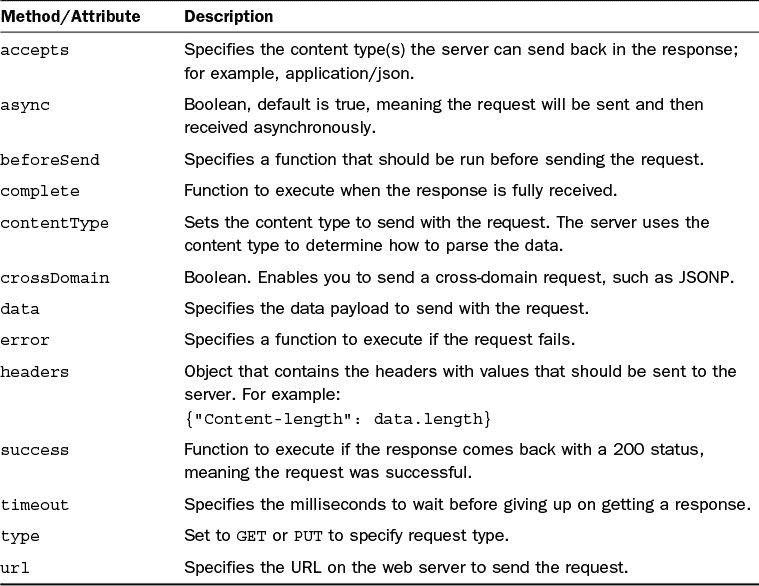 Method/Attribute Description
accepts Specifies the content type(s) the server can send back in the response;
for example, application/json.
async Boolean, default is true, meaning the request will be sent and then
received asynchronously.
beforeSend Specifies a function that should be run before sending the request.
complete Function to execute when the response is fully received.
contentType Sets the content type to send with the request. The server uses the
content type to determine how to parse the data.
crossDomain Boolean. Enables you to send a cross-domain request, such as JSONP.
data Specifies the data payload to send with the request.
error Specifies a function to execute if the request fails.
headers Object that contains the headers with values that should be sent to the
server. For example:
{"Content-length": data.length}
success Function to execute if the response comes back with a 200 status,
meaning the request was successful.
timeout Specifies the milliseconds to wait before giving up on getting a response.
type Set to GET or PUT to specify request type.
url Specifies the URL on the web server to send the request.